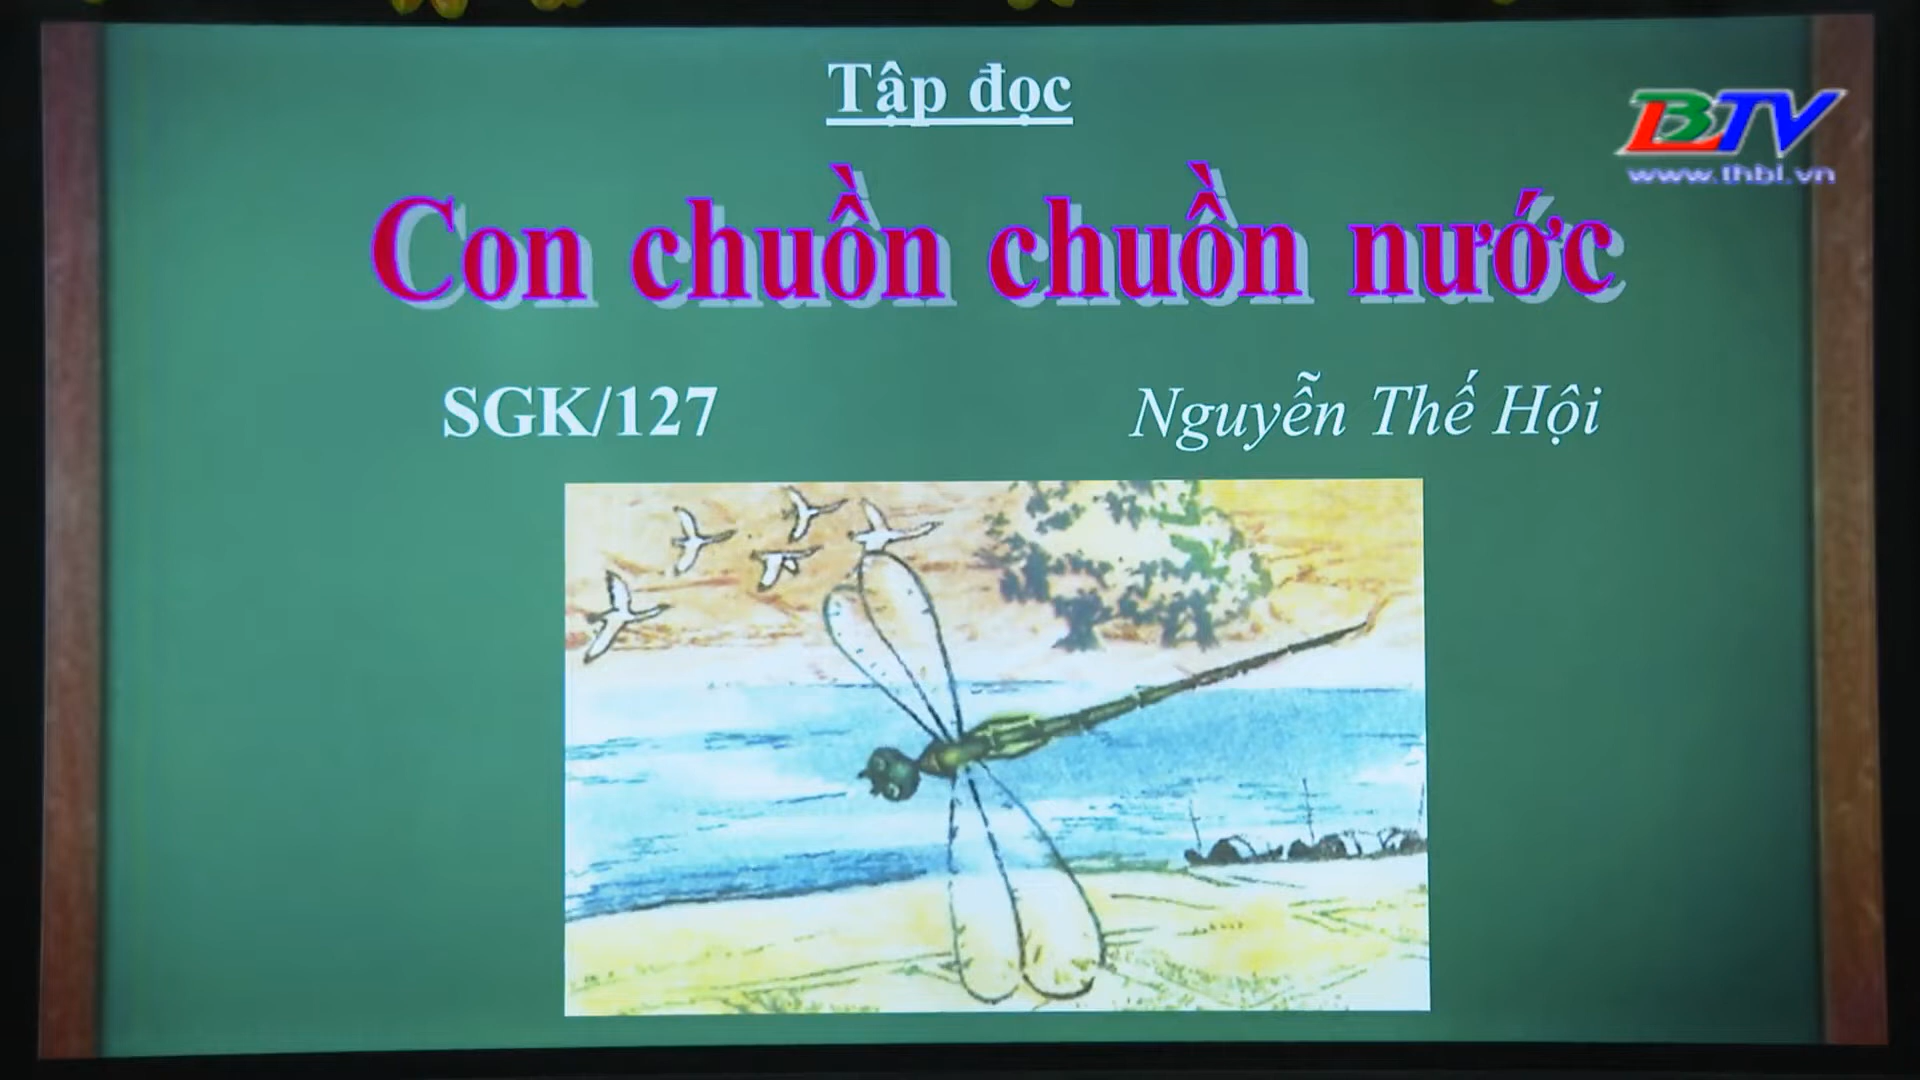 Tập đọc
BTV
www.thbl.vn
Con chuồn chuồn nước
SGK/127
Nguyễn Thế Hội